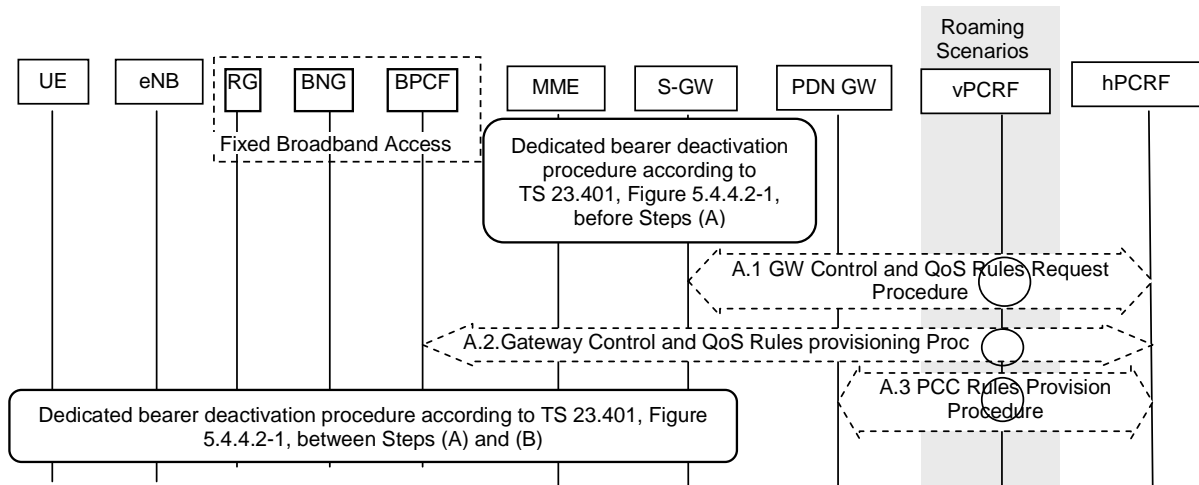 Roaming
Scenarios
UE
eNB
RG
BNG
BPCF
MME
S-GW
PDN GW
vPCRF
hPCRF
Fixed Broadband Access
Dedicated bearer deactivation
procedure according to
TS 23.401, Figure 5.4.4.2-1,
before Steps (A)
A.1 GW Control and QoS Rules Request
Procedure
A.2.Gateway Control and QoS Rules provisioning Proc
A.3 PCC Rules Provision
Procedure
Dedicated bearer deactivation procedure according to TS 23.401, Figure
5.4.4.2-1, between Steps (A) and (B)